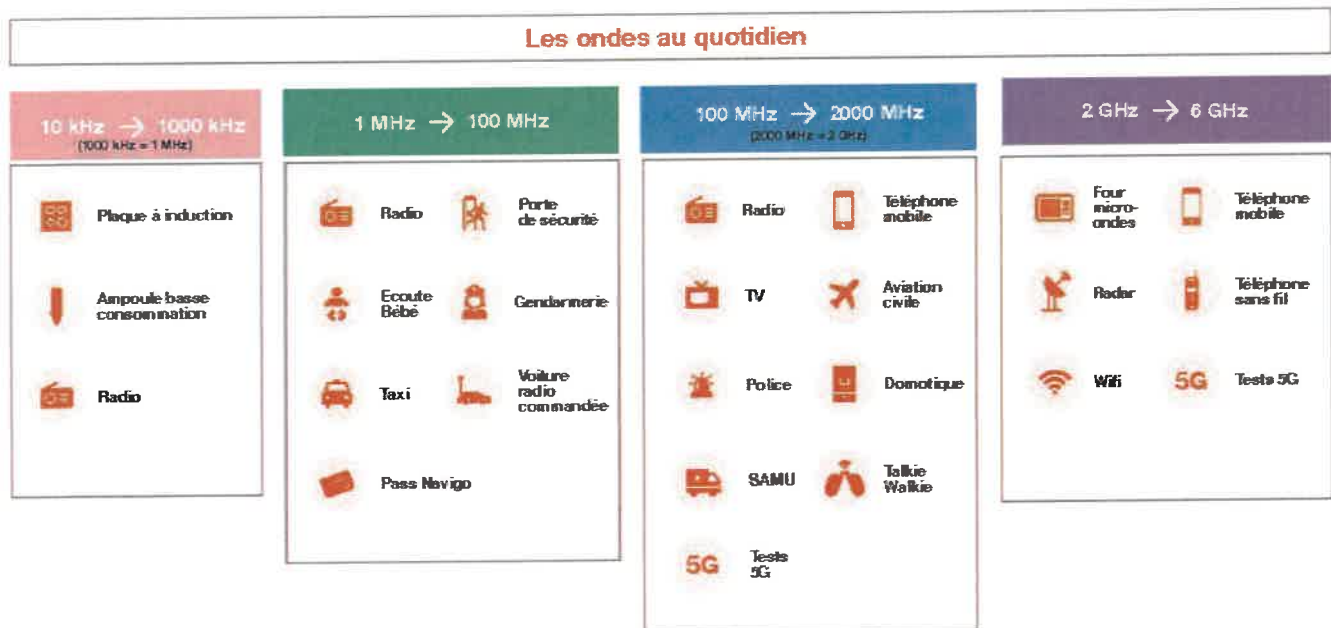 Les ondes au quotidien
10 kHz → 1000 kHz
(1000 kHz = 1 MHz)
Plaque à induction
Ampoule basse
consommation
Radio
1 MHz → 100 MHz
Radio
Porte
de sécurité
Ecoute
Bébé
Gendarmerie
Taxi
Voiture
radio
commandée
Pass Navigo
100 MHz → 2000 MHz
(2000 MHz = 2 GHz)
Radio
Téléphone
mobile
TV
Aviation
civile
Police
Domotique
SAMU
Talkie
Walkie
5G
Tests
5G
2 GHz → 6 GHz
Four
micro-
ondes
Téléphone
mobile
Radar
Téléphone
sans fil
Wifi
5G
Tests 5G